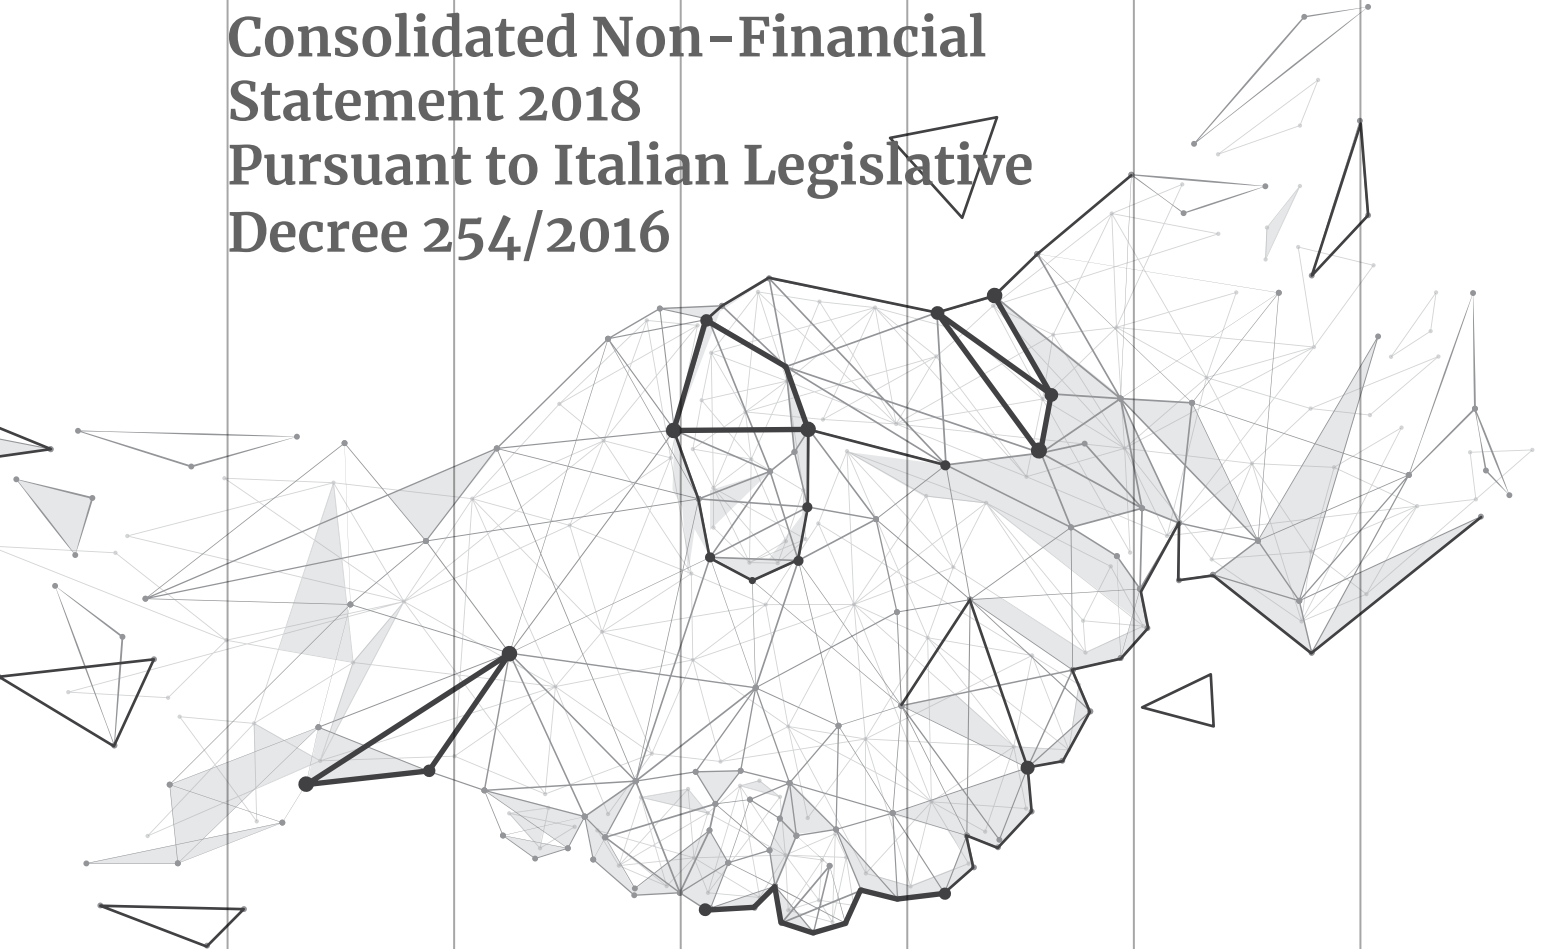 Consolidated Non-Financial
Statement 2018
Pursuant to Italian Legislative
Decree 254/2016